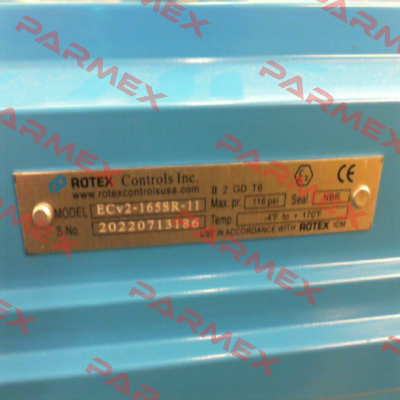 ROTEX Controls Inc.
www.rotexcontrolsusa.com
II 2 GD T6
Ex
CE
Max. pr. 116 psi Seal NBR
MODEL ECv2-165SR-11
Temp. -4°F to + 170°F
S.No. 20220713186
USE IN ACCORDANCE WITH ROTEX IOM
PARMEX
PARMEX
PARMEX
PARMEX
PARMEX